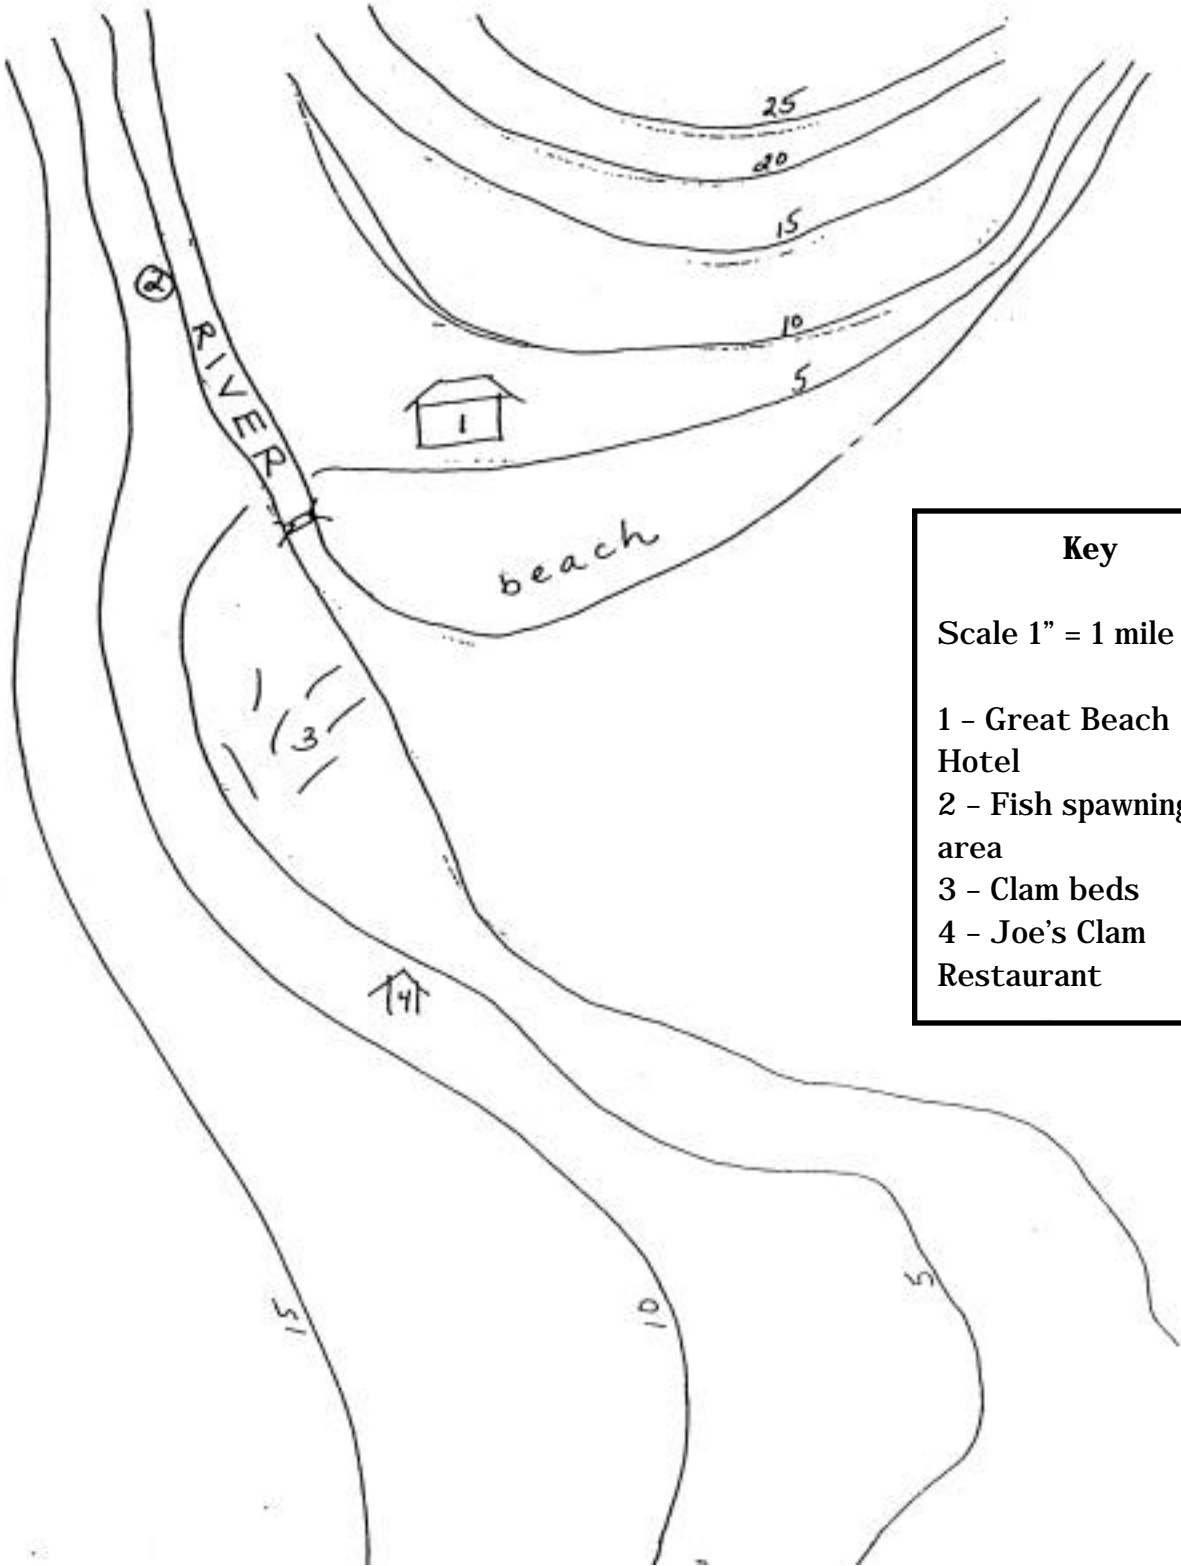 25
20
15
2
10
RIVER
5
1
beach
Key
Scale 1” = 1 mile
1 – Great Beach
Hotel
2 – Fish spawning
area
3 – Clam beds
4 – Joe’s Clam
Restaurant
3
4
5
10
15